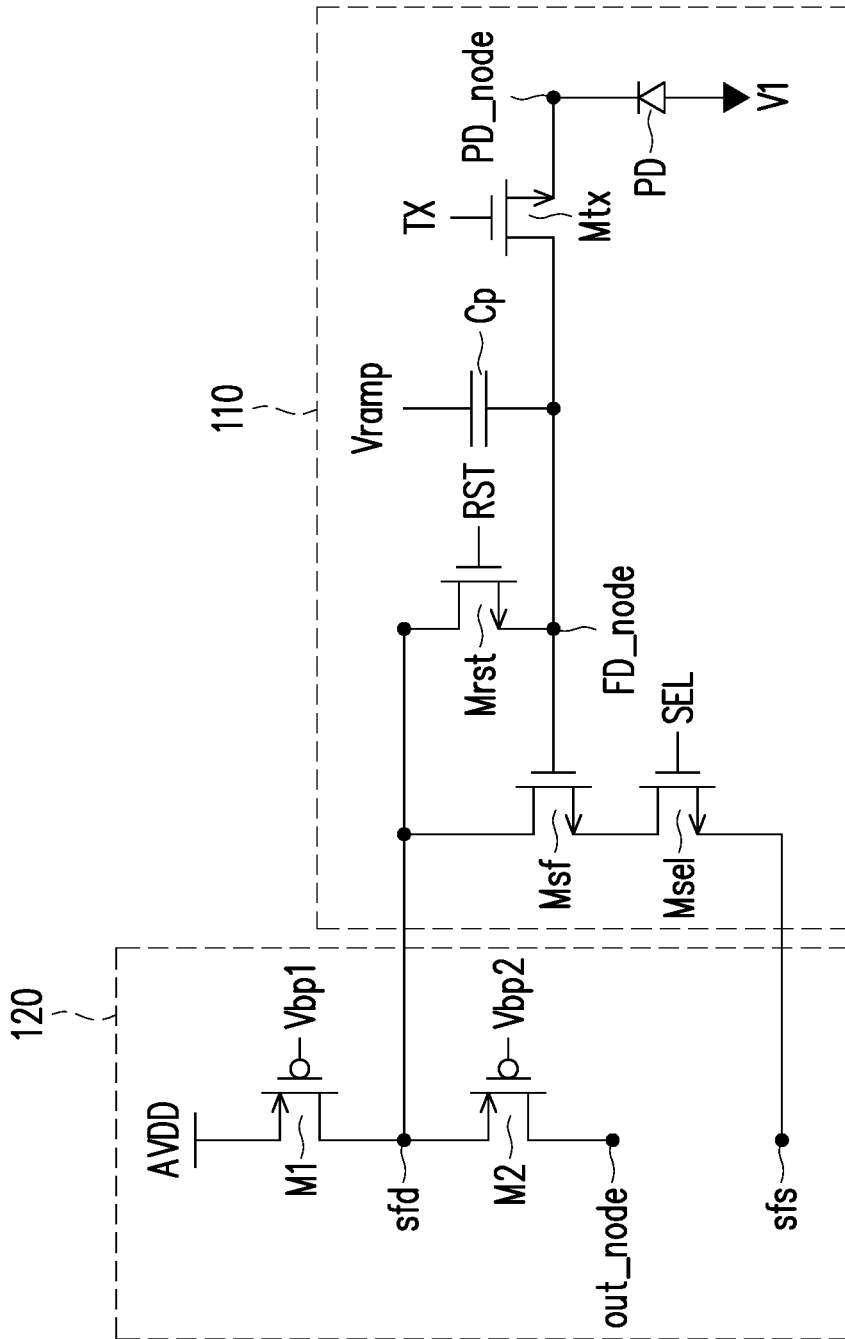 120
AVDD
Vbp1
M1
sfd
Vbp2
M2
out_node
sfs
110
Vramp
Cp
TX
Mtx
PD_node
PD
V1
RST
Mrst
FD_node
Msf
SEL
Msel